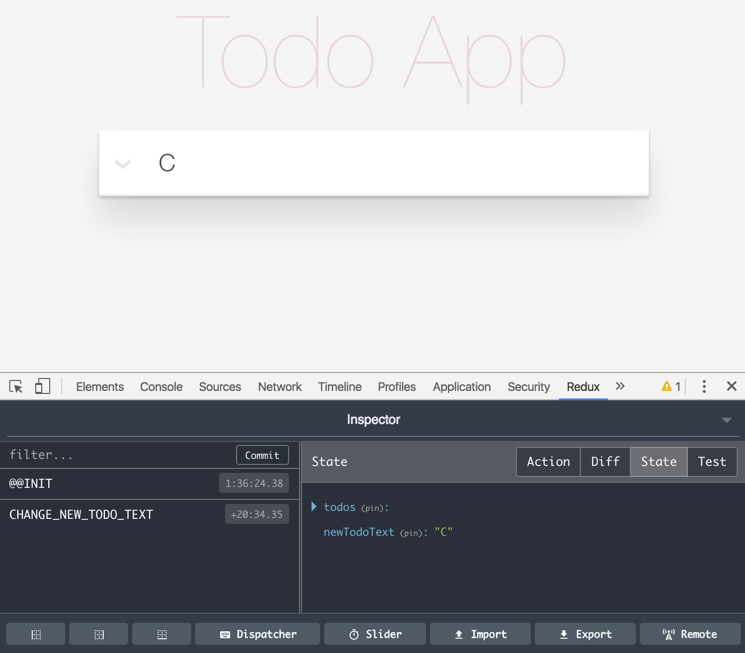 Todo App
C
Elements Console Sources Network Timeline Profiles Application Security Redux » 1
Inspector
filter... Commit
State Action Diff State Test
@@INIT 1:36:24.38
CHANGE_NEW_TODO_TEXT +20:34.35
todos (pin):
newTodoText (pin): "C"
Dispatcher Slider Import Export Remote